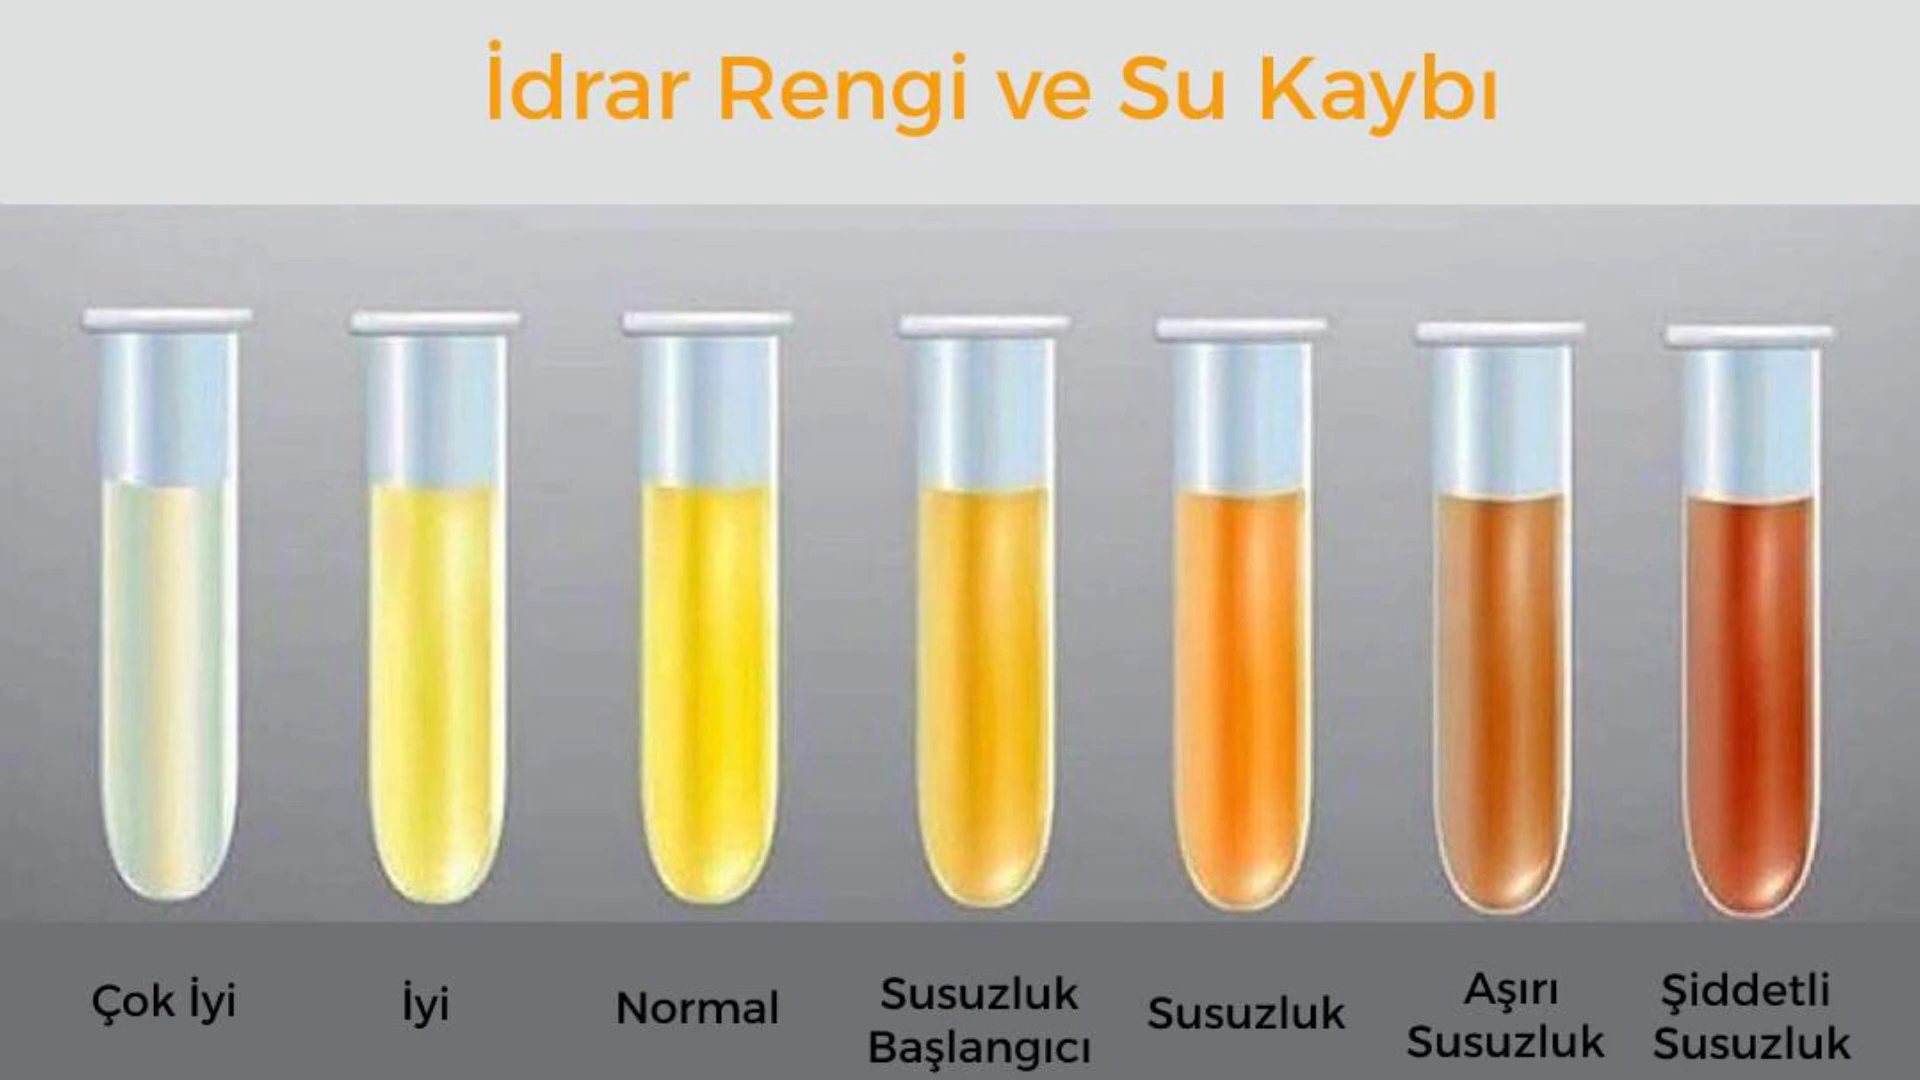 İdrar Rengi ve Su Kaybı
Çok İyi
İyi
Normal
Susuzluk
Başlangıcı
Susuzluk
Aşırı
Susuzluk
Şiddetli
Susuzluk